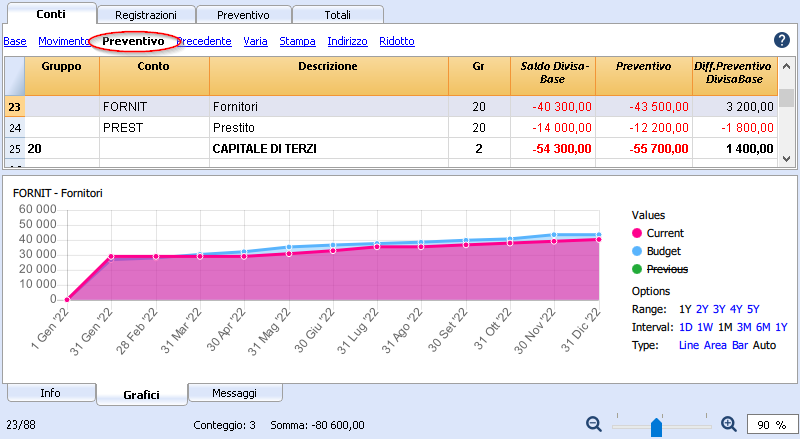 Conti Registrazioni Preventivo Totali
Base Movimento Preventivo Precedente Varia Stampa Indirizzo Ridotto ?
Gruppo Conto Descrizione Gr Saldo Divisa-Base Preventivo Diff.Preventivo DivisaBase
23 FORNIT Fornitori 20 -40 300,00 -43 500,00 3 200,00
24 PREST Prestito 20 -14 000,00 -12 200,00 -1 800,00
25 20 CAPITALE DI TERZI 2 -54 300,00 -55 700,00 1 400,00
FORNIT - Fornitori
60 000
50 000
40 000
30 000
20 000
10 000
0
1 Gen '22 31 Gen '22 28 Feb '22 31 Mar '22 30 Apr '22 31 Mag '22 30 Giu '22 31 Lug '22 31 Ago '22 30 Set '22 31 Ott '22 30 Nov '22 31 Dic '22
Values
Current
Budget
Previous
Options
Range: 1Y 2Y 3Y 4Y 5Y
Interval: 1D 1W 1M 3M 6M 1Y
Type: Line Area Bar Auto
Info Grafici Messaggi
23/88 Conteggio: 3 Somma: -80 600,00 90 %